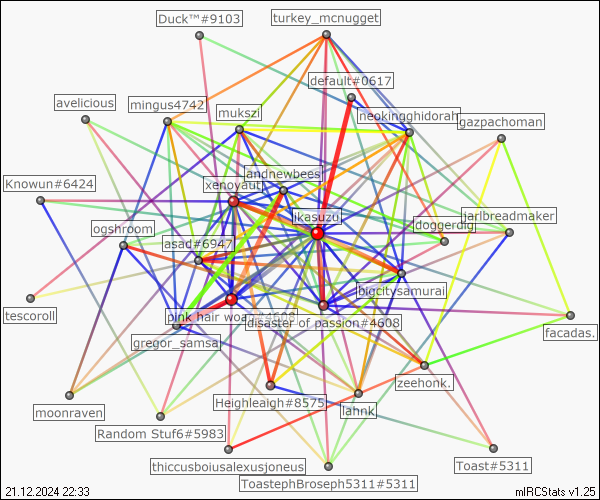 Duck™#9103
turkey_mcnugget
default#0617
avelicious
mingus4742
mukszi
neokingghidorah
gazpachoman
andnewbees
Knowun#6424
xenoyaut
jkasuzu
jarlbreadmaker
doggerdig
ogshroom
asad#6947
bigcitysamurai
tescoroll
pink hair woag#4608
disaster of passion#4608
facadas.
gregor_samsa
zeehonk.
moonraven
Heighleigh#8575
lahnk
Random Stuf6#5983
thiccusboiusalexusjoneus
Toast#5311
ToastephBroseph5311#5311
21.12.2024 22:33
mIRCStats v1.25